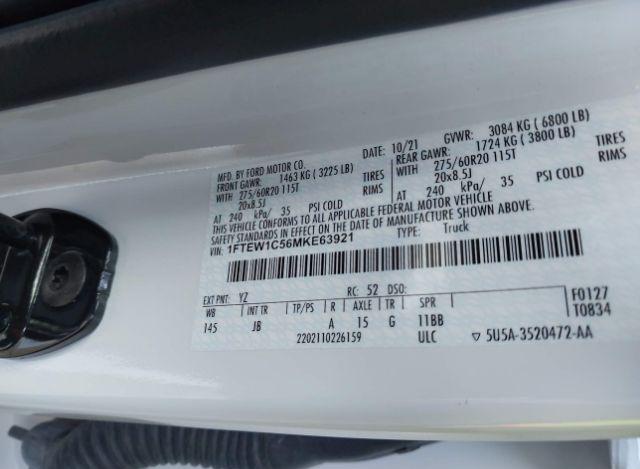 MFD. BY FORD MOTOR CO.
DATE: 10/21 GVWR: 3084 KG ( 6800 LB)
FRONT GAWR: 1463 KG ( 3225 LB) REAR GAWR: 1724 KG ( 3800 LB)
WITH 275/60R20 115T TIRES WITH 275/60R20 115T TIRES
20x8.5J RIMS 20x8.5J RIMS
AT 240 kPa/ 35 PSI COLD AT 240 kPa/ 35 PSI COLD
THIS VEHICLE CONFORMS TO ALL APPLICABLE FEDERAL MOTOR VEHICLE
SAFETY STANDARDS IN EFFECT ON THE DATE OF MANUFACTURE SHOWN ABOVE.
1FTEW1C56MKE63921 TYPE: Truck
EXT PNT: YZ RC: 52 DSO: F0127
WB INT TR TP/PS R AXLE TR SPR T0834
145 JB A 15 G 11BB
2202110226159 ULC ▽ 5U5A-3520472-AA